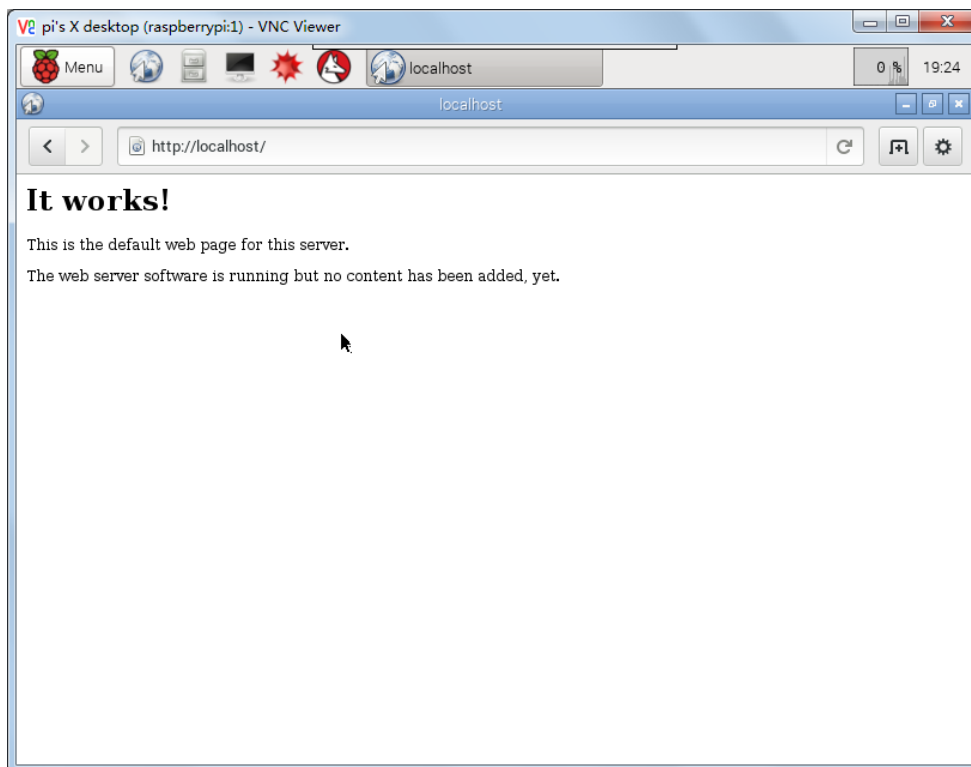 pi's X desktop (raspberrypi:1) - VNC Viewer
Menu localhost 0 % 19:24
localhost
http://localhost/
It works!
This is the default web page for this server.
The web server software is running but no content has been added, yet.